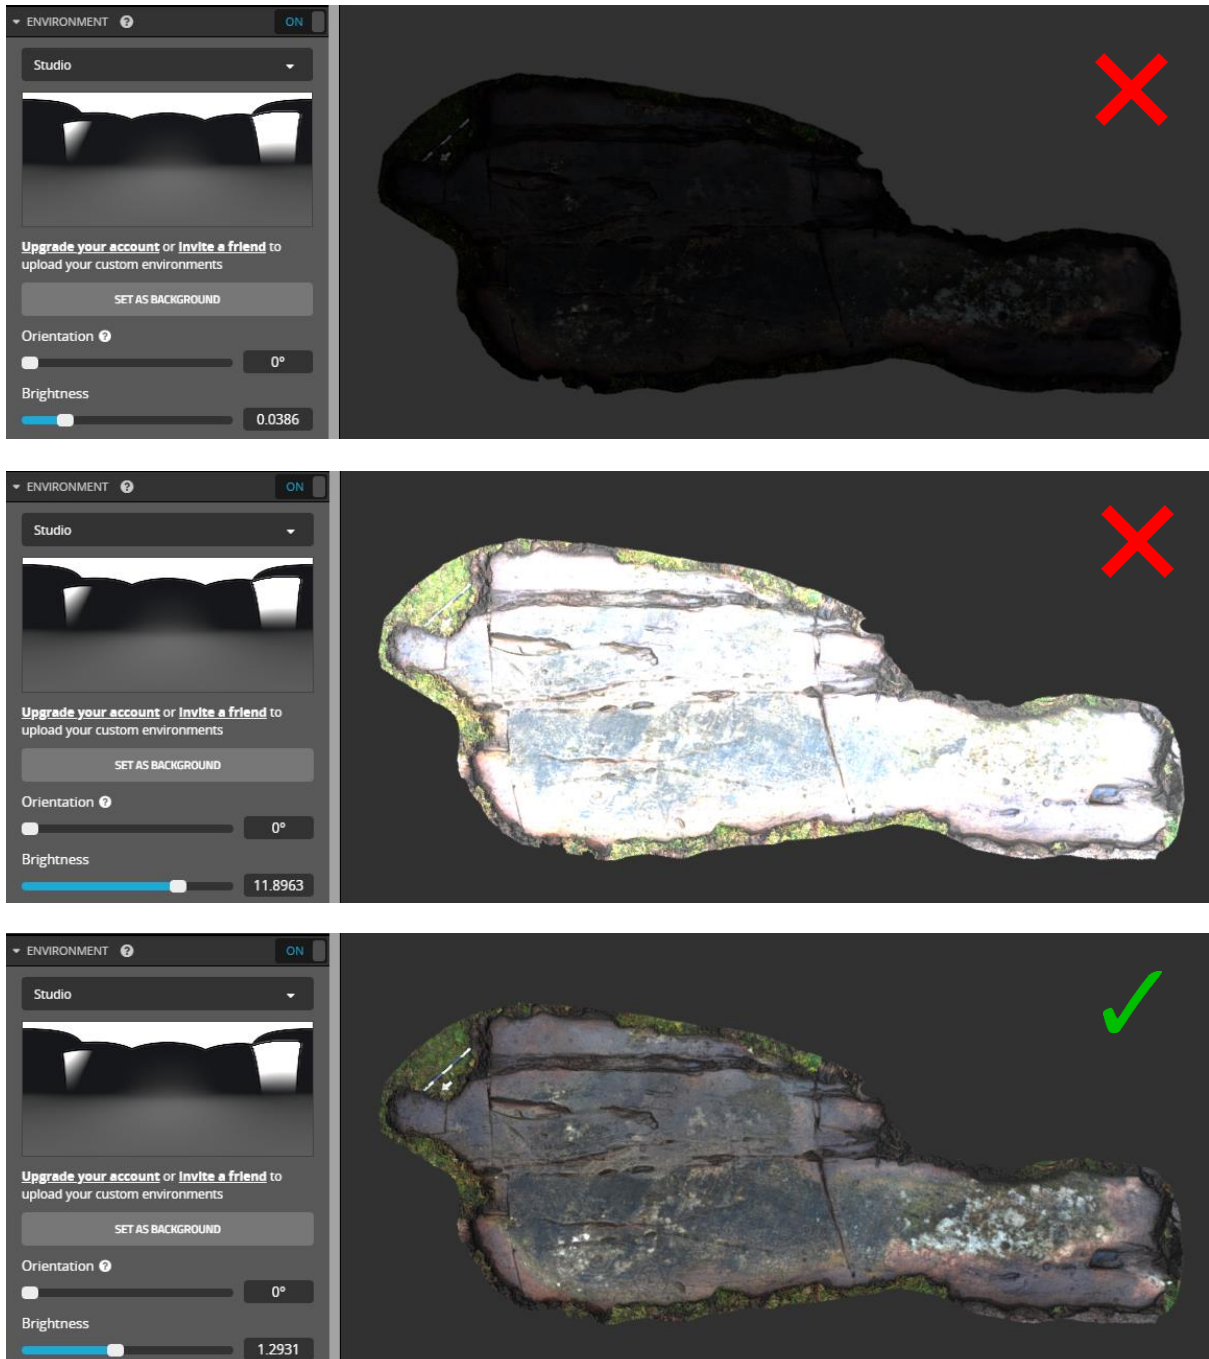 ENVIRONMENT ?
ON
Studio
Upgrade your account or Invite a friend to
upload your custom environments
SET AS BACKGROUND
Orientation ?
0°
Brightness
0.0386
ENVIRONMENT ?
ON
Studio
Upgrade your account or Invite a friend to
upload your custom environments
SET AS BACKGROUND
Orientation ?
0°
Brightness
11.8963
ENVIRONMENT ?
ON
Studio
Upgrade your account or Invite a friend to
upload your custom environments
SET AS BACKGROUND
Orientation ?
0°
Brightness
1.2931